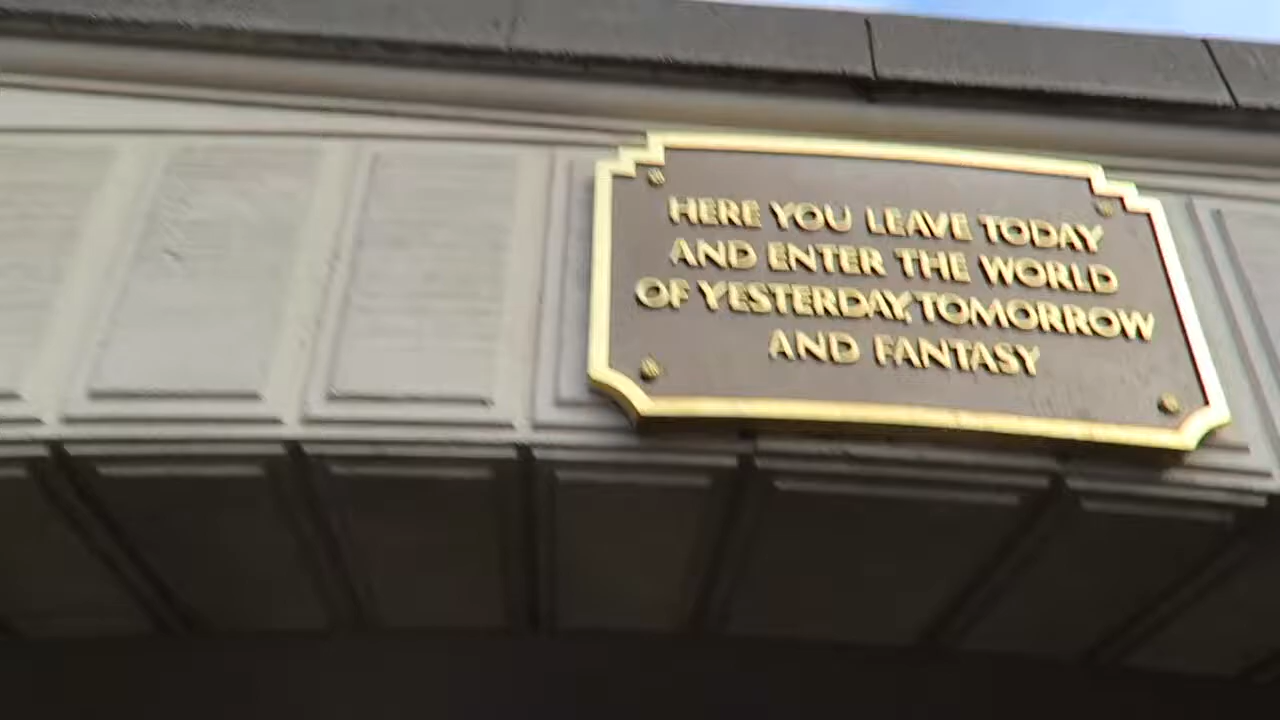 HERE YOU LEAVE TODAY
AND ENTER THE WORLD
OF YESTERDAY, TOMORROW
AND FANTASY